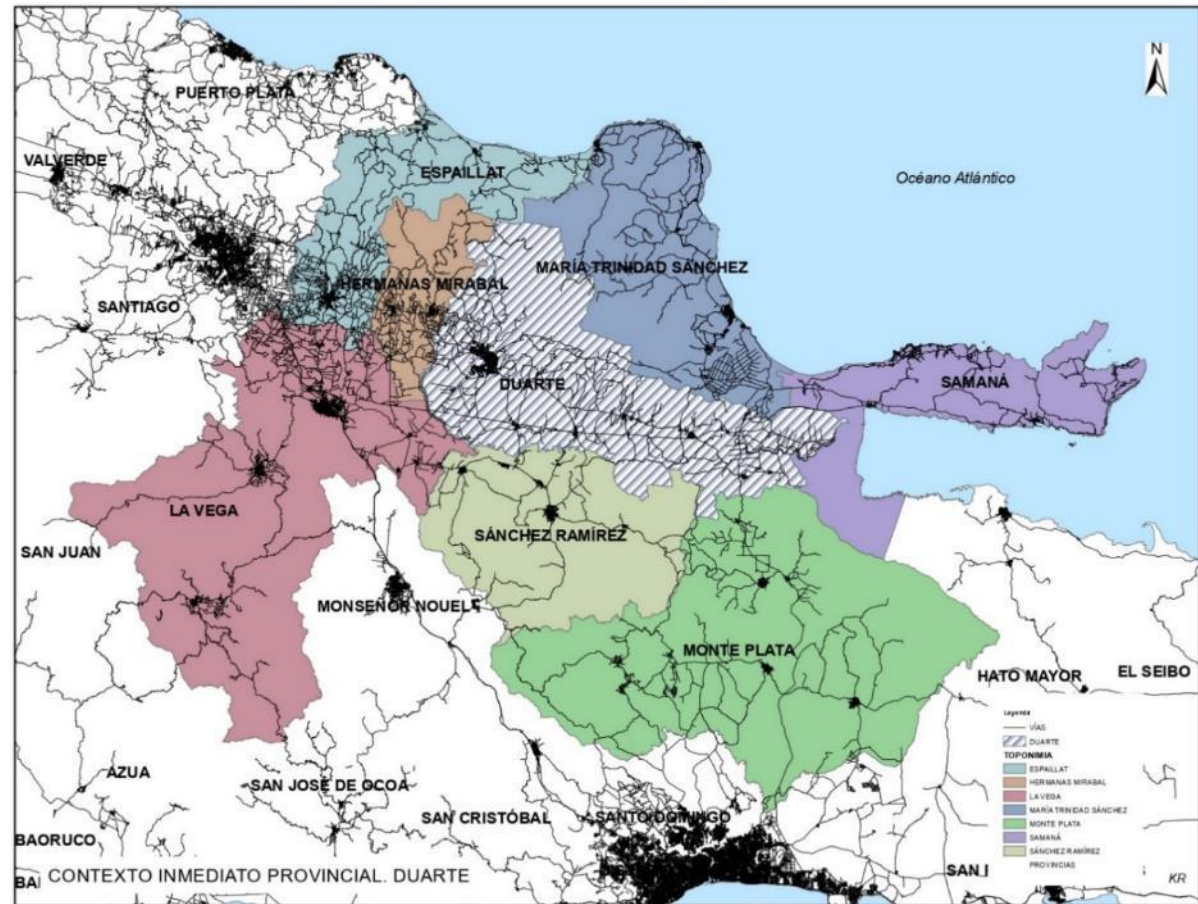 N
PUERTO PLATA
VALVERDE
ESPAILLAT
Océano Atlántico
HERMANAS MIRABAL
MARÍA TRINIDAD SÁNCHEZ
SANTIAGO
DUARTE
SAMANÁ
LA VEGA
SÁNCHEZ RAMÍREZ
SAN JUAN
MONSEÑOR NOUEL
MONTE PLATA
HATO MAYOR
EL SEIBO
Leyenda
VÍAS
DUARTE
TOPONIMIA
ESPAILLAT
HERMANAS MIRABAL
LA VEGA
MARÍA TRINIDAD SÁNCHEZ
MONTE PLATA
SAMANÁ
SÁNCHEZ RAMÍREZ
PROVINCIAS
AZUA
SAN JOSÉ DE OCOA
SAN CRISTÓBAL
SANTO DOMINGO
BAORUCO
CONTEXTO INMEDIATO PROVINCIAL. DUARTE
SAN
KR